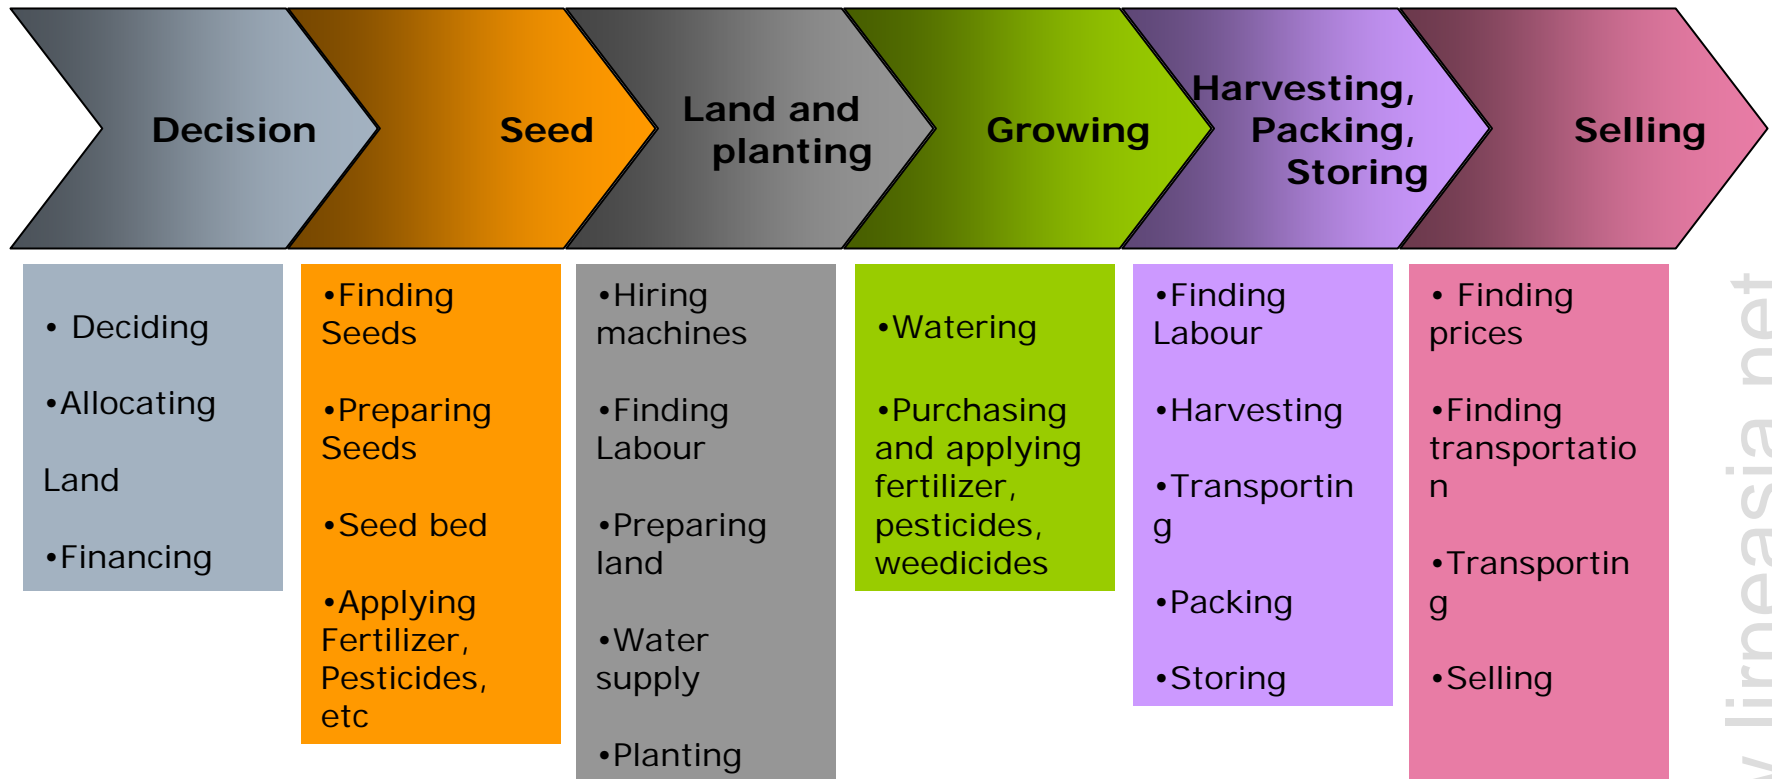 Decision
Seed
Land and
planting
Growing
Harvesting,
Packing,
Storing
Selling
• Deciding
•Allocating
Land
•Financing
•Finding
Seeds
•Preparing
Seeds
•Seed bed
•Applying
Fertilizer,
Pesticides,
etc
•Hiring
machines
•Finding
Labour
•Preparing
land
•Water
supply
•Planting
•Watering
•Purchasing
and applying
fertilizer,
pesticides,
weedicides
•Finding
Labour
•Harvesting
•Transportin
g
•Packing
•Storing
• Finding
prices
•Finding
transportatio
n
•Transportin
g
•Selling
lirneasia.net